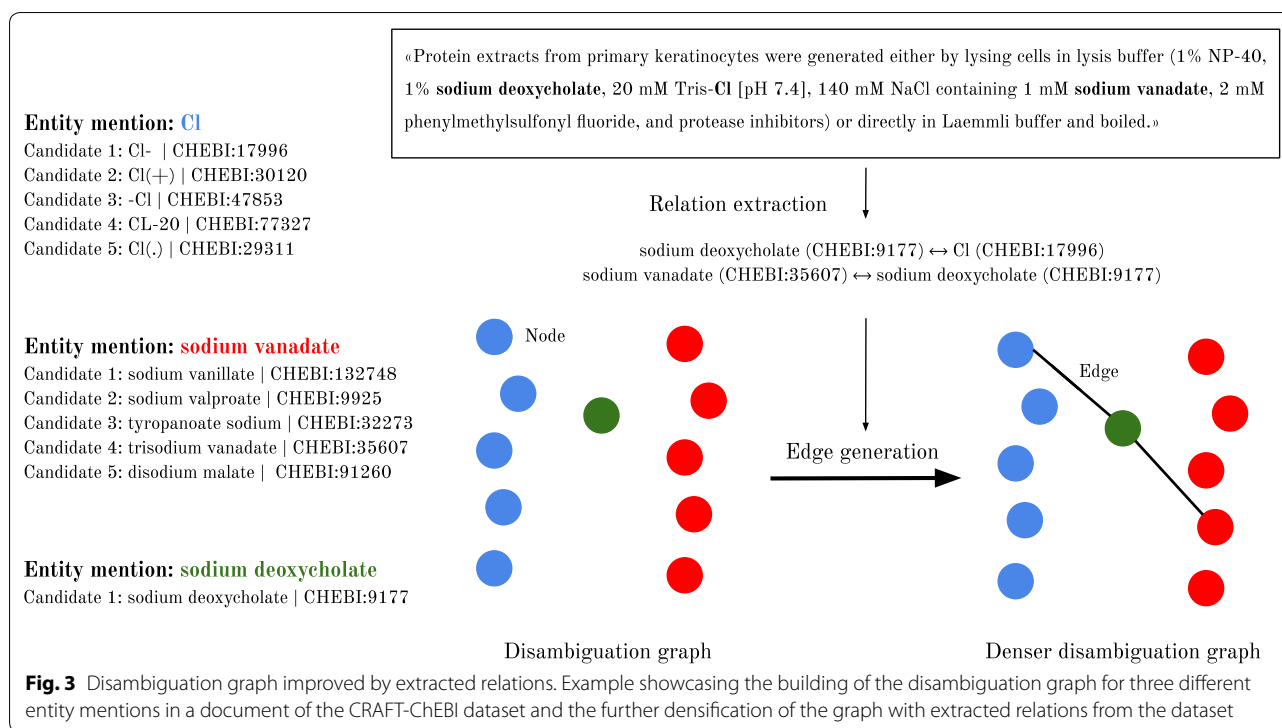 «Protein extracts from primary keratinocytes were generated either by lysing cells in lysis buffer (1% NP-40,
1% sodium deoxycholate, 20 mM Tris-Cl [pH 7.4], 140 mM NaCl containing 1 mM sodium vanadate, 2 mM
phenylmethylsulfonyl fluoride, and protease inhibitors) or directly in Laemmli buffer and boiled.»
Entity mention: Cl
Candidate 1: Cl- | CHEBI:17996
Candidate 2: Cl(+) | CHEBI:30120
Candidate 3: -Cl | CHEBI:47853
Candidate 4: CL-20 | CHEBI:77327
Candidate 5: Cl(.) | CHEBI:29311
Relation extraction
sodium deoxycholate (CHEBI:9177) ↔ Cl (CHEBI:17996)
sodium vanadate (CHEBI:35607) ↔ sodium deoxycholate (CHEBI:9177)
Entity mention: sodium vanadate
Candidate 1: sodium vanillate | CHEBI:132748
Candidate 2: sodium valproate | CHEBI:9925
Candidate 3: tyropanoate sodium | CHEBI:32273
Candidate 4: trisodium vanadate | CHEBI:35607
Candidate 5: disodium malate | CHEBI:91260
Entity mention: sodium deoxycholate
Candidate 1: sodium deoxycholate | CHEBI:9177
Node
Edge generation
Edge
Disambiguation graph
Denser disambiguation graph
Fig. 3 Disambiguation graph improved by extracted relations. Example showcasing the building of the disambiguation graph for three different
entity mentions in a document of the CRAFT-ChEBI dataset and the further densification of the graph with extracted relations from the dataset